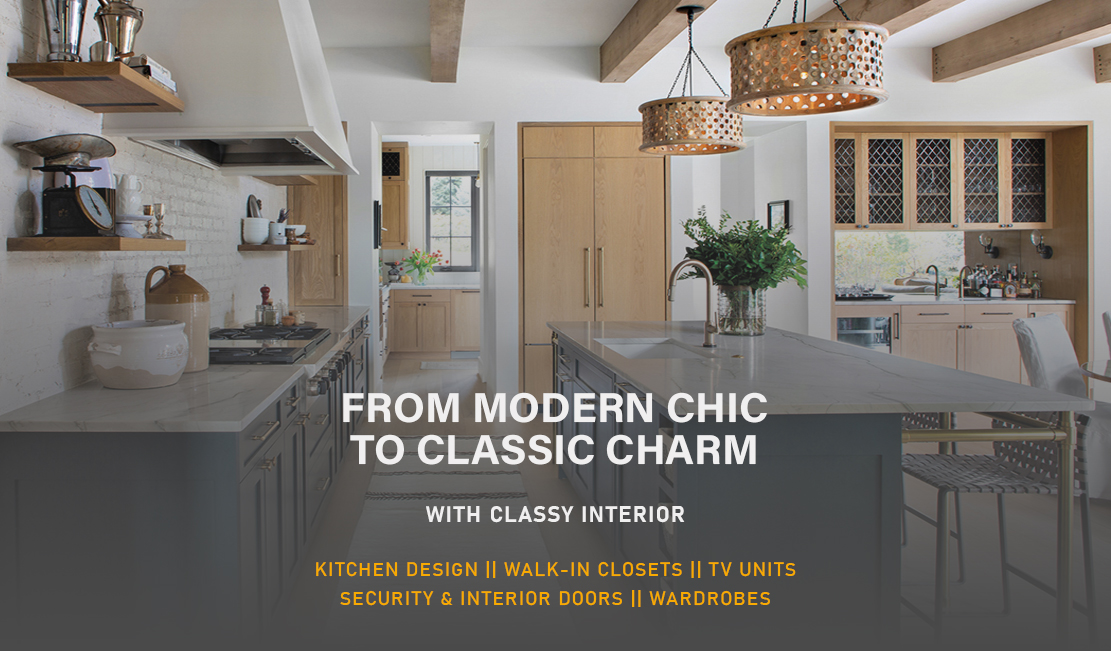 FROM MODERN CHIC
TO CLASSIC CHARM
WITH CLASSY INTERIOR
KITCHEN DESIGN || WALK-IN CLOSETS || TV UNITS
SECURITY & INTERIOR DOORS || WARDROBES